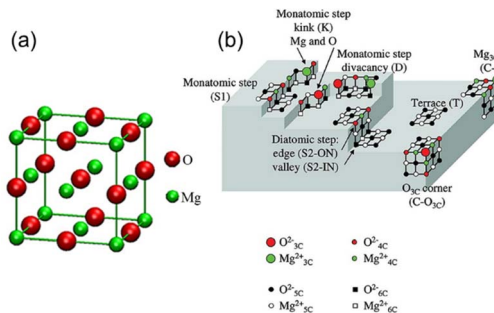 (a)
O
Mg
(b)
Monatomic step
kink (K)
Mg and O
Monatomic step
(S1)
Monatomic step
divacancy (D)
Mg3C
(C-
Terrace (T)
Diatomic step:
edge (S2-ON)
valley (S2-IN)
O3C corner
(C-O3C)
O²⁻3C
Mg²⁺3C
O²⁻4C
Mg²⁺4C
O²⁻5C
Mg²⁺5C
O²⁻6C
Mg²⁺6C